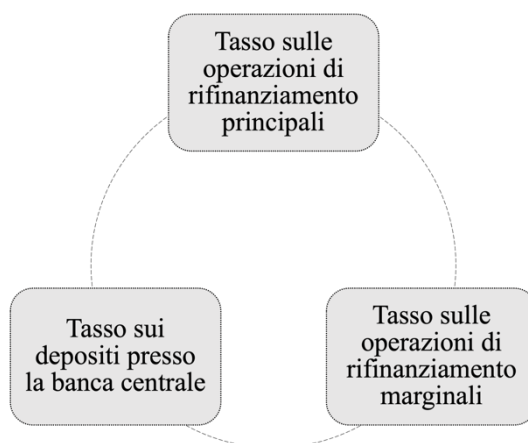 Tasso sulle
operazioni di
rifinanziamento
principali
Tasso sui
depositi presso
la banca centrale
Tasso sulle
operazioni di
rifinanziamento
marginali